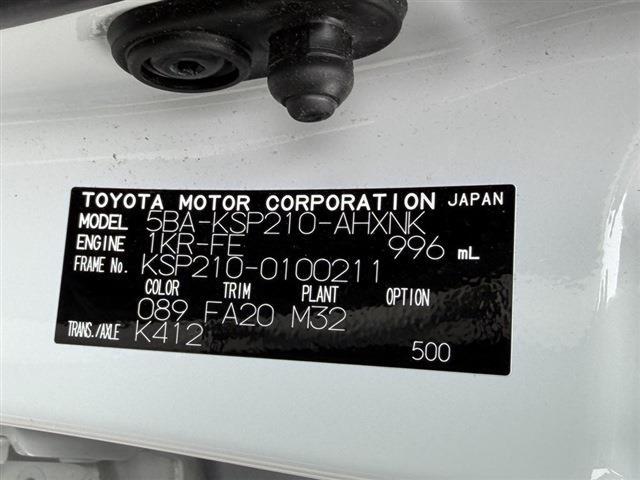 TOYOTA MOTOR CORPORATION JAPAN
MODEL 5BA-KSP210-AHXNK
ENGINE 1KR-FE 996 mL
FRAME No. KSP210-0100211
COLOR TRIM PLANT OPTION
089 FA20 M32
TRANS./AXLE K412
500